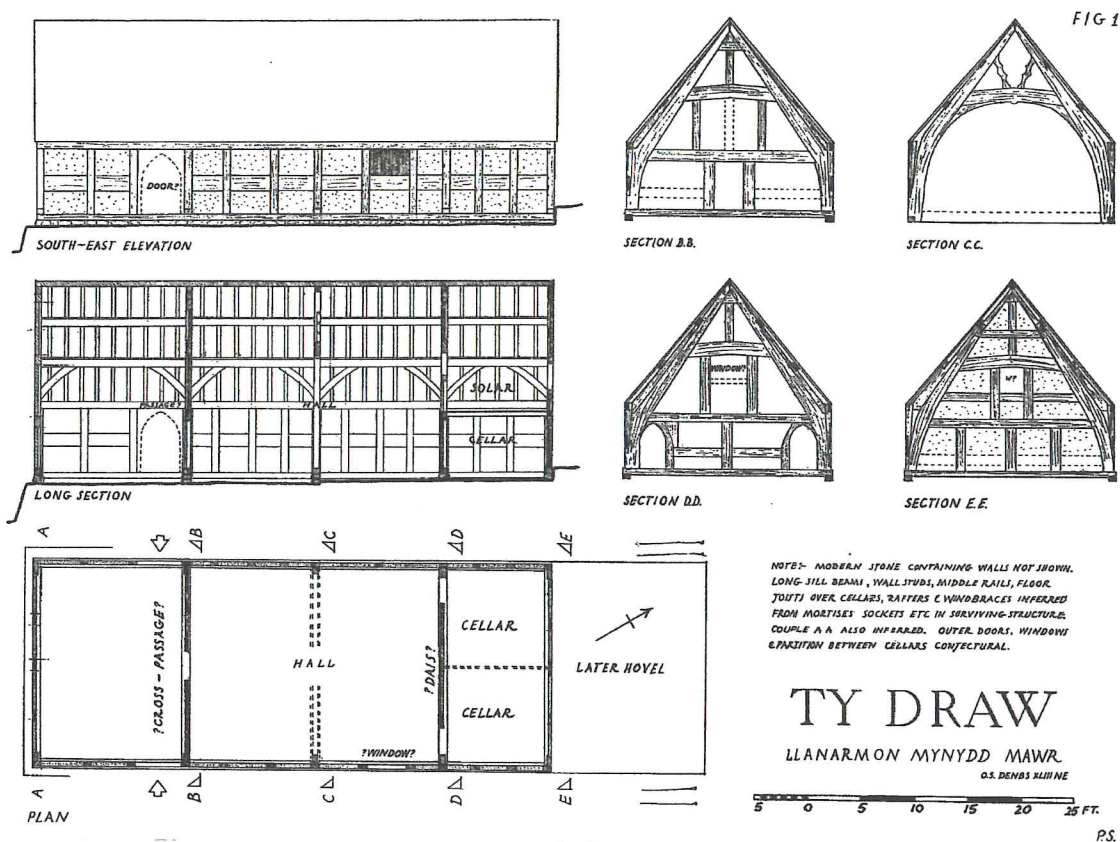 FIG 1
DOOR?
SOUTH-EAST ELEVATION
SECTION B.B.
SECTION C.C.
PASSAGE?
HALL
SOLAR
CELLAR
LONG SECTION
WINDOW?
SECTION D.D.
W?
SECTION E.E.
A
B
C
D
E
?CROSS-PASSAGE?
HALL
?DAIS?
CELLAR
CELLAR
?WINDOW?
LATER HOVEL
A
B
C
D
E
PLAN
NOTE:- MODERN STONE CONTAINING WALLS NOT SHOWN.
LONG SILL BEAMS, WALL STUDS, MIDDLE RAILS, FLOOR
JOISTS OVER CELLARS, RAFTERS & WINDBRACES INFERRED
FROM MORTISES SOCKETS ETC IN SURVIVING STRUCTURE.
COUPLE A A ALSO INFERRED. OUTER DOORS, WINDOWS
& PARTITION BETWEEN CELLARS CONJECTURAL.
TY DRAW
LLANARMON MYNYDD MAWR
O.S. DENBS XLIII NE
5 0 5 10 15 20 25 FT.
P.S.